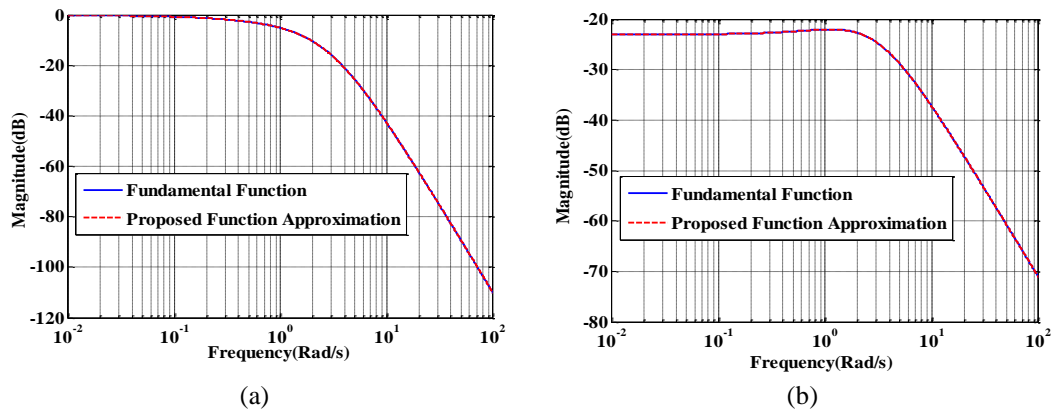 0
-20
-40
-60
-80
-100
-120
Magnitude(dB)
Fundamental Function
Proposed Function Approximation
10^-2 10^-1 10^0 10^1 10^2
Frequency(Rad/s)
(a)
-20
-30
-40
-50
-60
-70
-80
Magnitude(dB)
Fundamental Function
Proposed Function Approximation
10^-2 10^-1 10^0 10^1 10^2
Frequency(Rad/s)
(b)